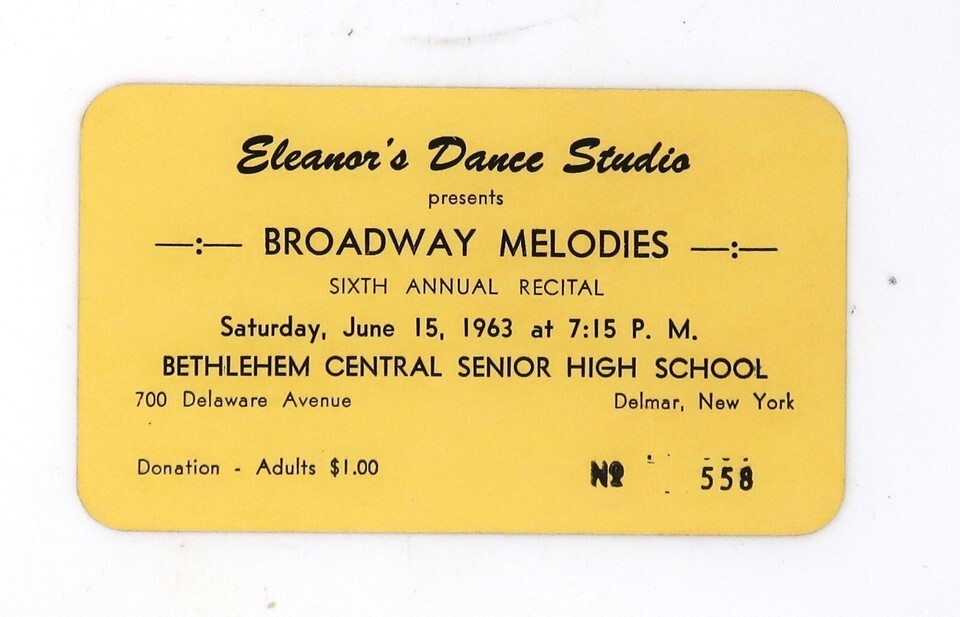 Eleanor's Dance Studio
presents
—:— BROADWAY MELODIES —:—
SIXTH ANNUAL RECITAL
Saturday, June 15, 1963 at 7:15 P. M.
BETHLEHEM CENTRAL SENIOR HIGH SCHOOL
700 Delaware Avenue Delmar, New York
Donation - Adults $1.00 № 558